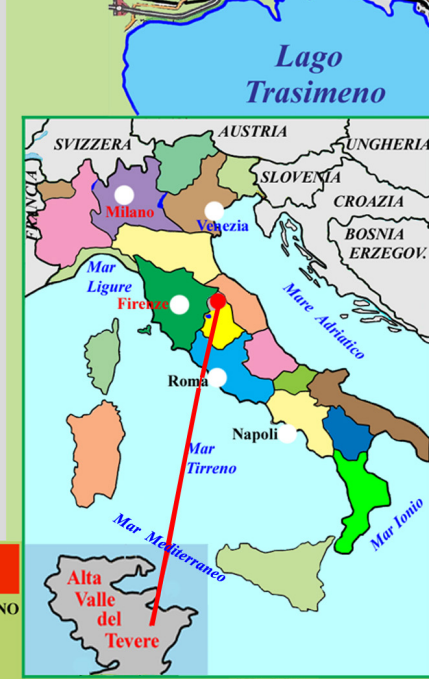 Lago
Trasimeno
AUSTRIA
SVIZZERA
UNGHERIA
SLOVENIA
FRANCIA
CROAZIA
Milano
Venezia
BOSNIA
ERZEGOV.
Mar
Ligure
Firenze
Mare Adriatico
Roma
Napoli
Mar
Tirreno
Mar Ionio
Mar Mediterraneo
Alta
Valle
del
Tevere
NO